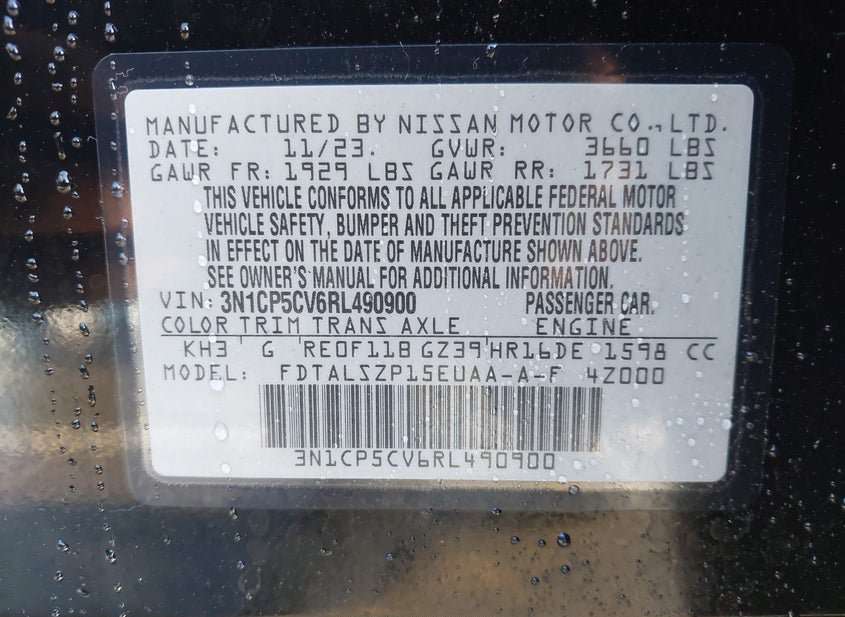 MANUFACTURED BY NISSAN MOTOR CO.,LTD.
DATE: 11/23. GVWR: 3660 LBS
GAWR FR: 1929 LBS GAWR RR: 1731 LBS
THIS VEHICLE CONFORMS TO ALL APPLICABLE FEDERAL MOTOR
VEHICLE SAFETY, BUMPER AND THEFT PREVENTION STANDARDS
IN EFFECT ON THE DATE OF MANUFACTURE SHOWN ABOVE.
SEE OWNER'S MANUAL FOR ADDITIONAL INFORMATION.
VIN: 3N1CP5CV6RL490900 PASSENGER CAR.
COLOR TRIM TRANS AXLE ENGINE
KH3 G RE0F11B GZ39 HR16DE 1598 CC
MODEL: FDTALSZP15EUAA-A-F 4Z000
3N1CP5CV6RL490900